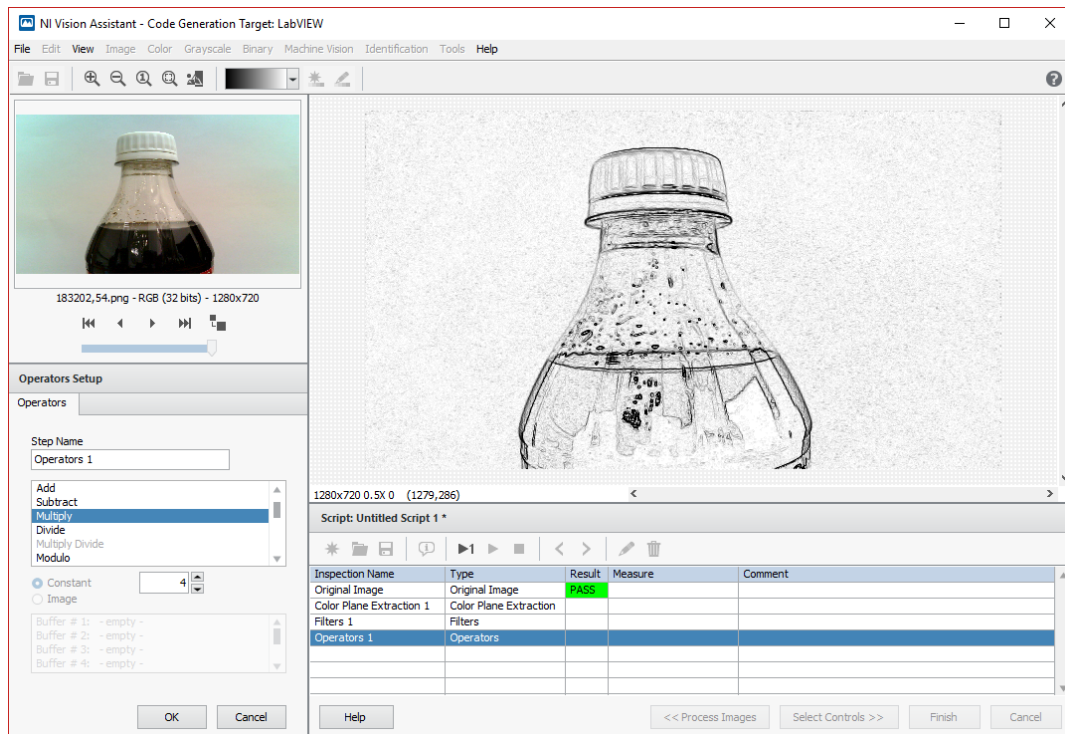 NI Vision Assistant - Code Generation Target: LabVIEW
File Edit View Image Color Grayscale Binary Machine Vision Identification Tools Help
183202,54.png - RGB (32 bits) - 1280x720
Operators Setup
Operators
Step Name
Operators 1
Add
Subtract
Multiply
Divide
Multiply Divide
Modulo
Constant 4
Image
Buffer # 1: - empty -
Buffer # 2: - empty -
Buffer # 3: - empty -
Buffer # 4: - empty -
OK Cancel
1280x720 0.5X 0 (1279,286)
Script: Untitled Script 1 *
1
Inspection Name Type Result Measure Comment
Original Image Original Image PASS
Color Plane Extraction 1 Color Plane Extraction
Filters 1 Filters
Operators 1 Operators
Help << Process Images Select Controls >> Finish Cancel